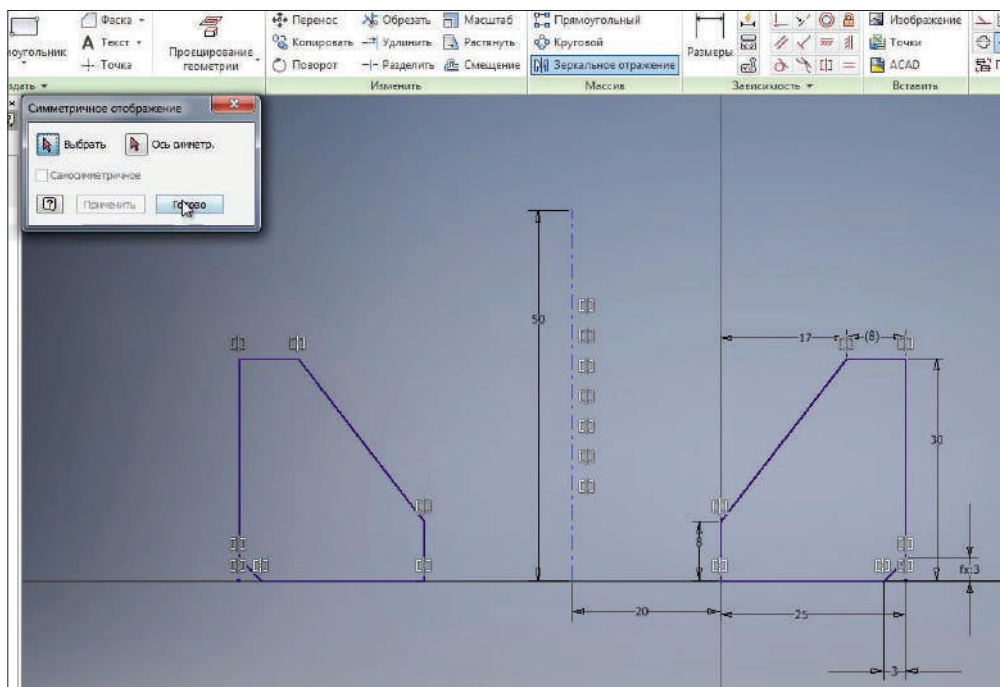 Фаска
Перенос
Обрезать
Масштаб
Прямоугольный
Изображение
Текст
Копировать
Удлинить
Растянуть
Круговой
Точки
моугольник
Точка
Проецирование
геометрии
Поворот
Разделить
Смещение
Зеркальное отражение
Размеры
ACAD
здать
Изменить
Массив
Зависимость
Вставить
Симметричное отображение
Выбрать
Ось симметр.
Самосимметричное
Применить
Готово
50
17
(8)
30
8
fx:3
20
25
3